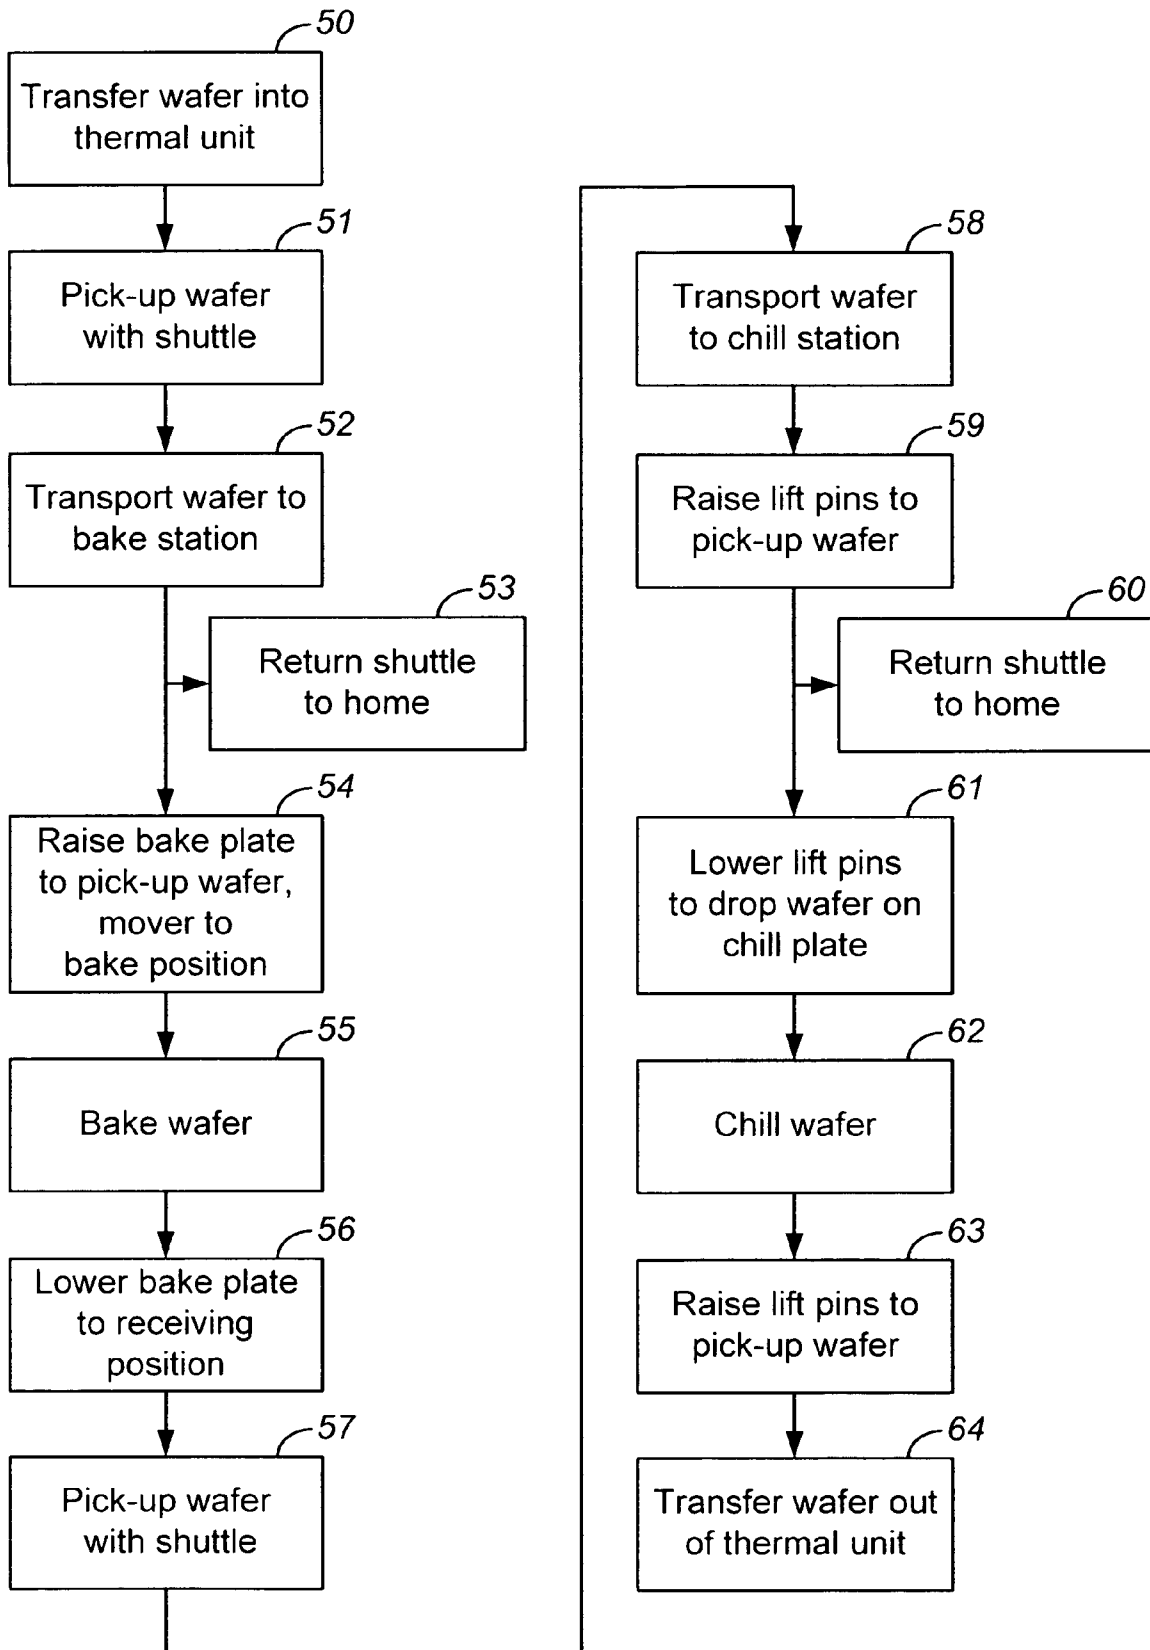 50
Transfer wafer into
thermal unit
51
Pick-up wafer
with shuttle
52
Transport wafer to
bake station
53
Return shuttle
to home
54
Raise bake plate
to pick-up wafer,
mover to
bake position
55
Bake wafer
56
Lower bake plate
to receiving
position
57
Pick-up wafer
with shuttle
58
Transport wafer
to chill station
59
Raise lift pins to
pick-up wafer
60
Return shuttle
to home
61
Lower lift pins
to drop wafer on
chill plate
62
Chill wafer
63
Raise lift pins to
pick-up wafer
64
Transfer wafer out
of thermal unit